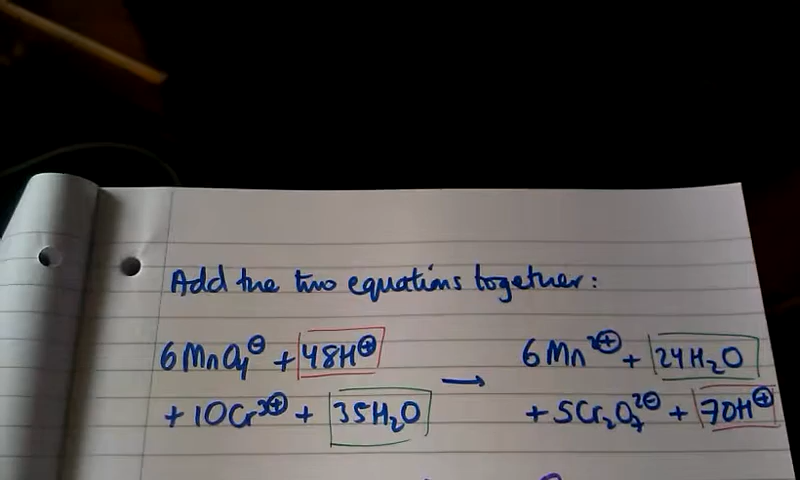 Add the two equations together:
6MnO₄⊖ + 48H⊕ → 6Mn²⊕ + 24H₂O
+ 10Cr³⊕ + 35H₂O + 5Cr₂O₇²⊖ + 70H⊕